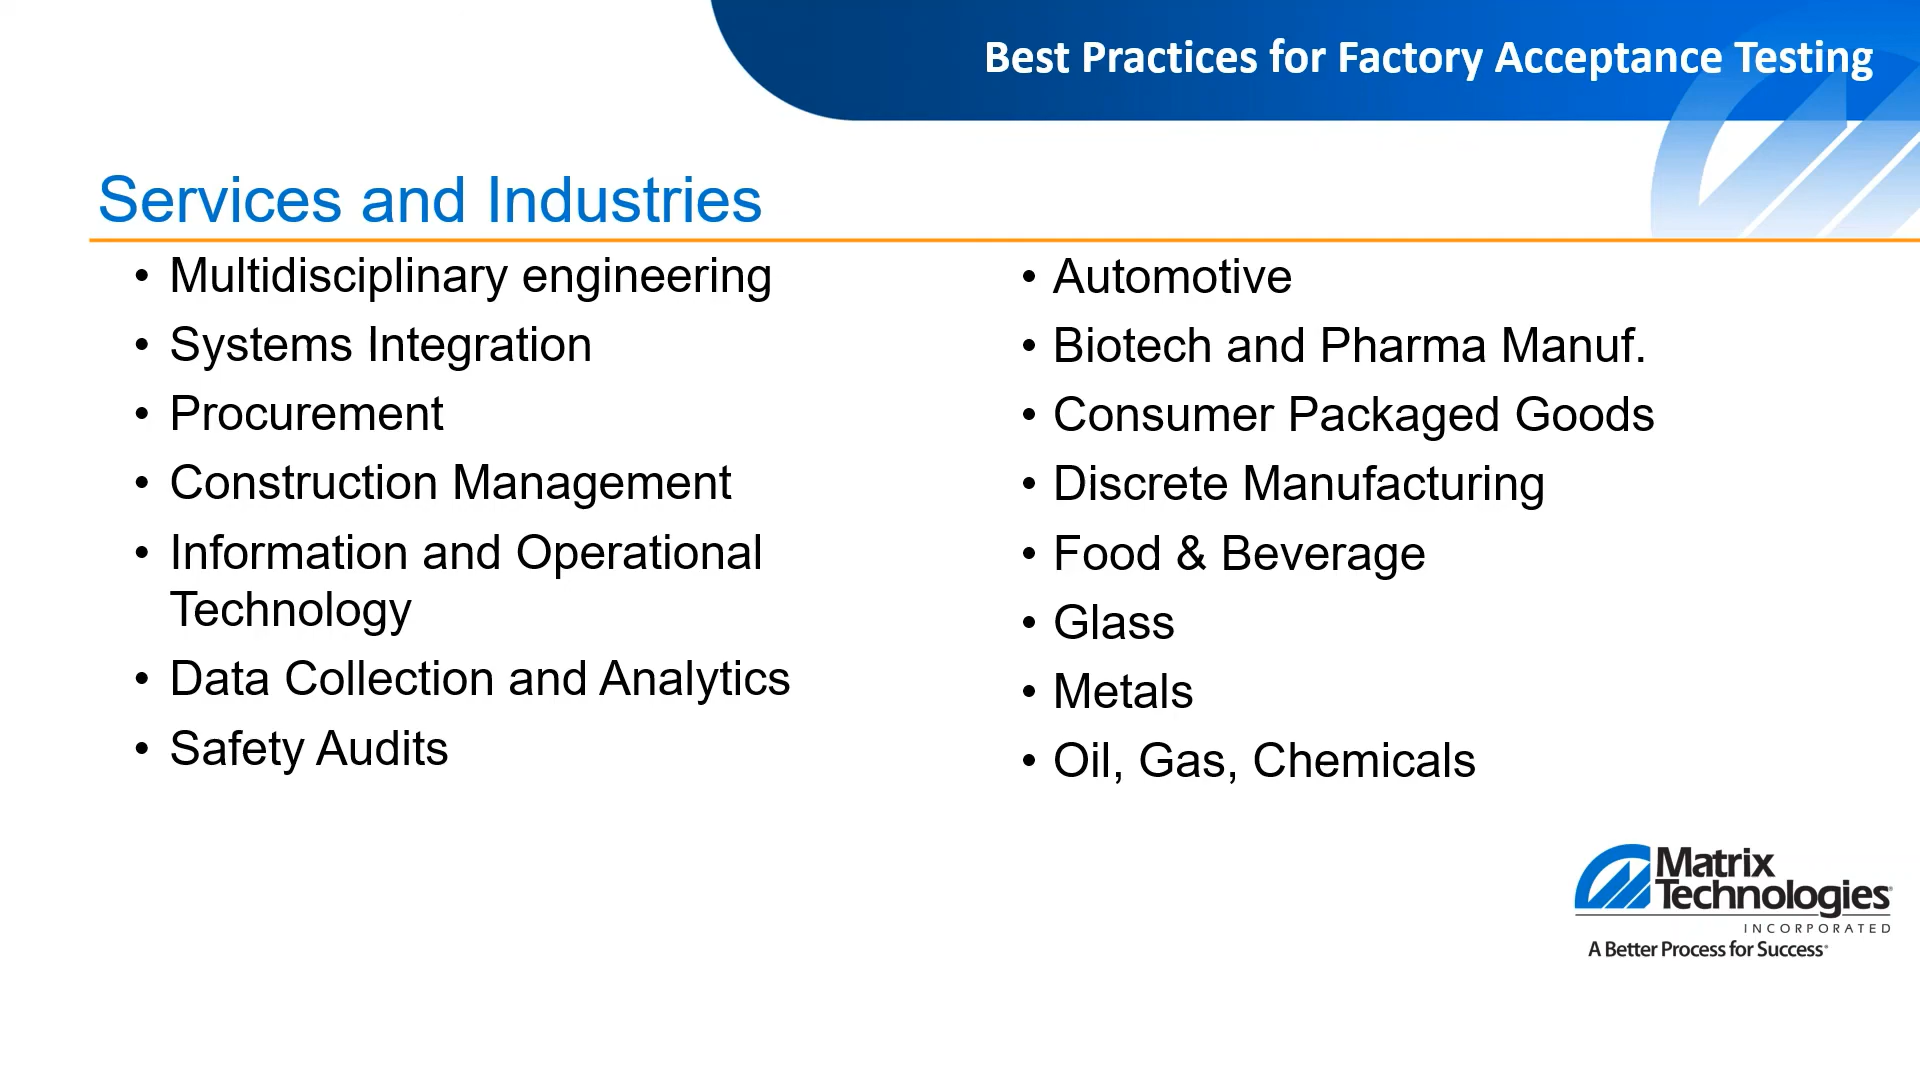 Best Practices for Factory Acceptance Testing
Services and Industries
• Multidisciplinary engineering
• Systems Integration
• Procurement
• Construction Management
• Information and Operational
Technology
• Data Collection and Analytics
• Safety Audits
• Automotive
• Biotech and Pharma Manuf.
• Consumer Packaged Goods
• Discrete Manufacturing
• Food & Beverage
• Glass
• Metals
• Oil, Gas, Chemicals
Matrix
Technologies®
INCORPORATED
A Better Process for Success®